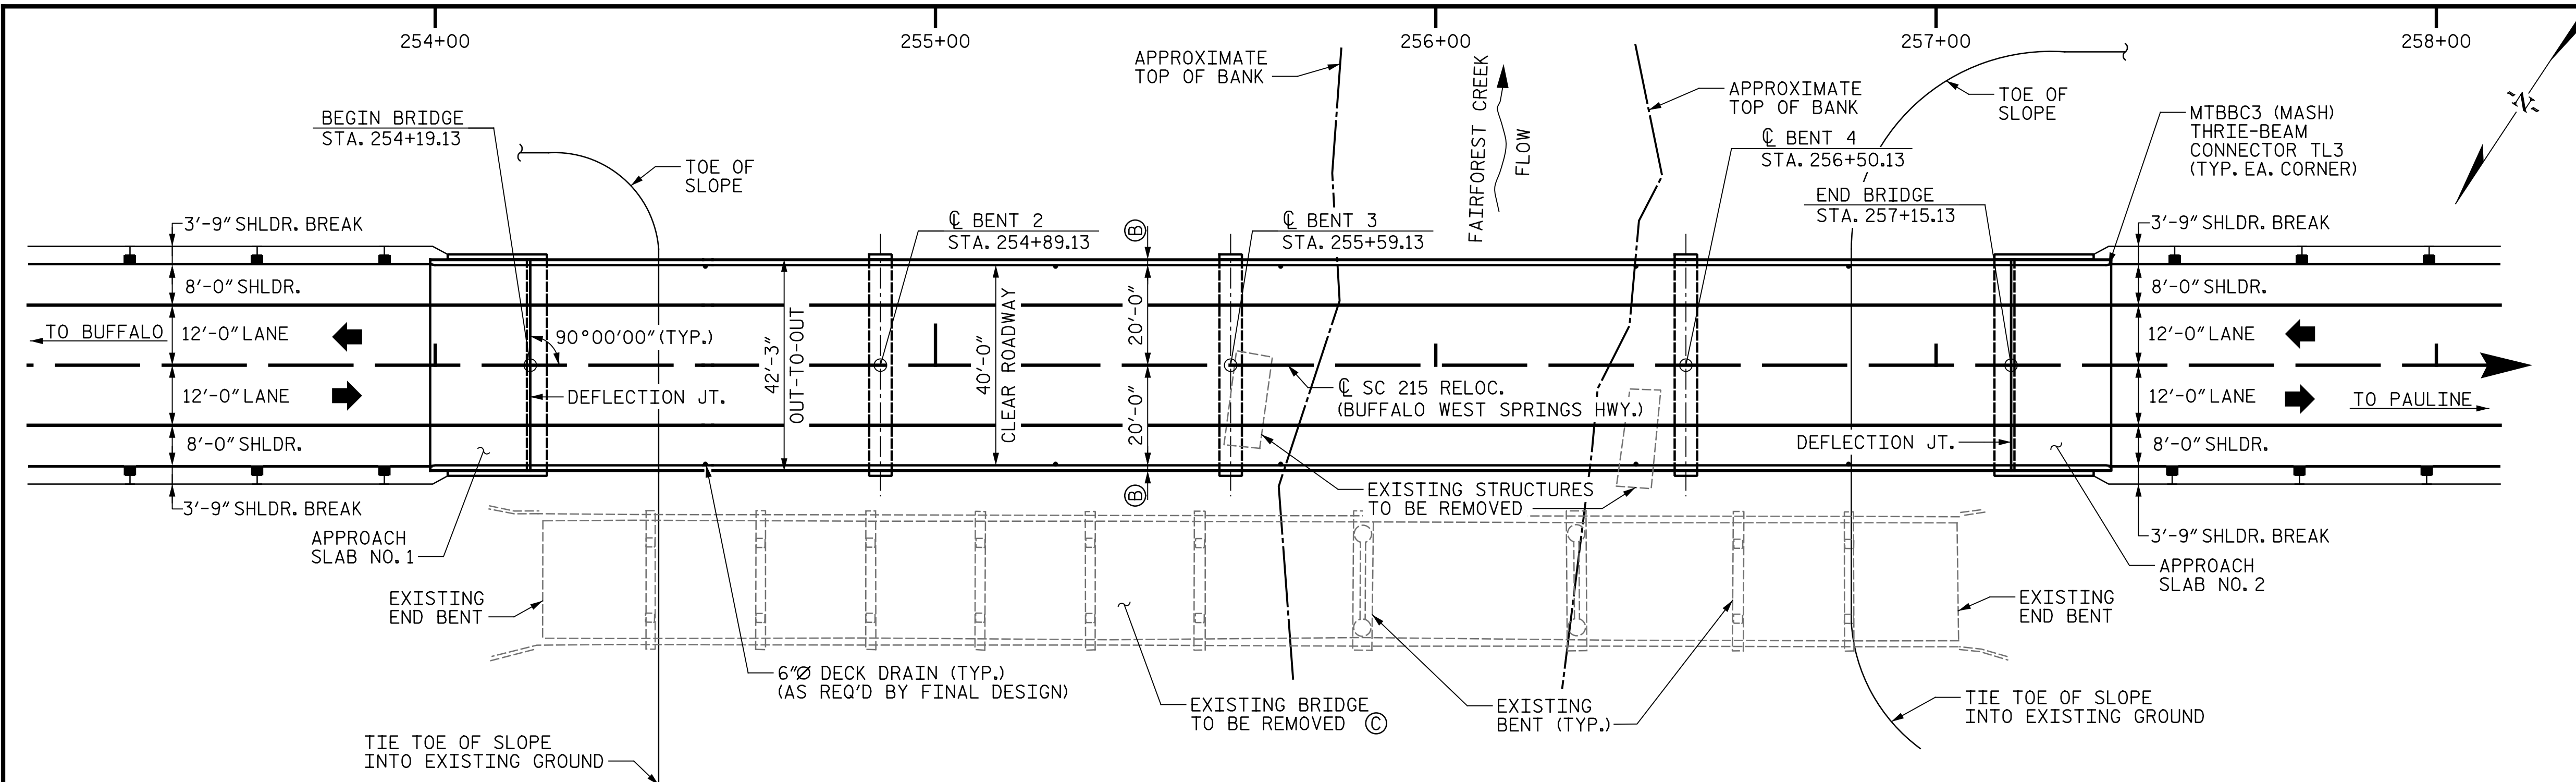 254+00
255+00
256+00
257+00
258+00
APPROXIMATE
TOP OF BANK
FAIRFOREST CREEK
FLOW
APPROXIMATE
TOP OF BANK
TOE OF
SLOPE
N
MTBBC3 (MASH)
THRIE-BEAM
CONNECTOR TL3
(TYP. EA. CORNER)
BEGIN BRIDGE
STA. 254+19.13
TOE OF
SLOPE
℄ BENT 4
STA. 256+50.13
END BRIDGE
STA. 257+15.13
3'-9" SHLDR. BREAK
℄ BENT 2
STA. 254+89.13
Ⓑ
℄ BENT 3
STA. 255+59.13
3'-9" SHLDR. BREAK
8'-0" SHLDR.
8'-0" SHLDR.
TO BUFFALO
12'-0" LANE
90°00'00" (TYP.)
42'-3"
OUT-TO-OUT
40'-0"
CLEAR ROADWAY
20'-0"
20'-0"
12'-0" LANE
12'-0" LANE
DEFLECTION JT.
℄ SC 215 RELOC.
(BUFFALO WEST SPRINGS HWY.)
12'-0" LANE
TO PAULINE
8'-0" SHLDR.
DEFLECTION JT.
8'-0" SHLDR.
3'-9" SHLDR. BREAK
Ⓑ
EXISTING STRUCTURES
TO BE REMOVED
3'-9" SHLDR. BREAK
APPROACH
SLAB NO. 1
APPROACH
SLAB NO. 2
EXISTING
END BENT
EXISTING
END BENT
6"Ø DECK DRAIN (TYP.)
(AS REQ'D BY FINAL DESIGN)
EXISTING BRIDGE
TO BE REMOVED Ⓒ
EXISTING
BENT (TYP.)
TIE TOE OF SLOPE
INTO EXISTING GROUND
TIE TOE OF SLOPE
INTO EXISTING GROUND